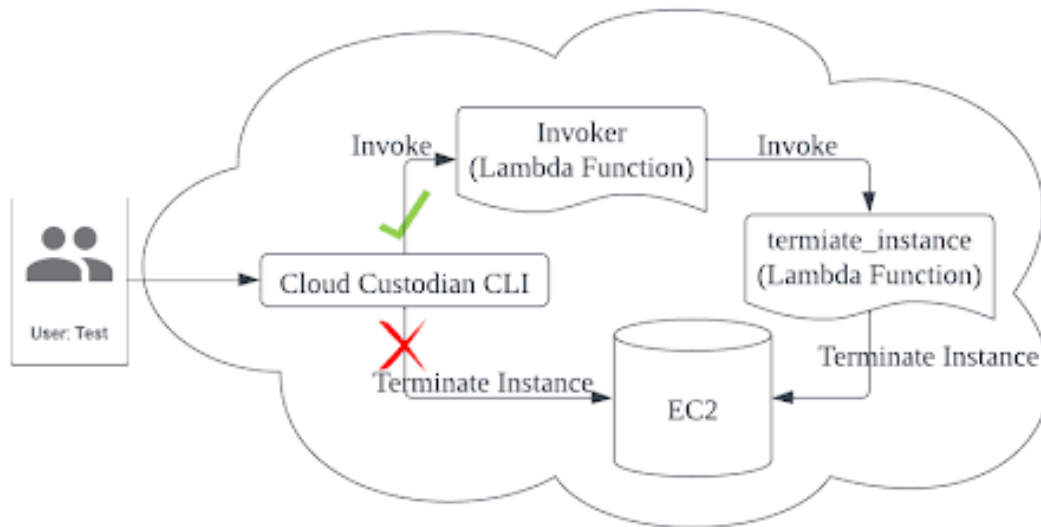 Invoke
Invoker
(Lambda Function)
Invoke
termiate_instance
(Lambda Function)
Cloud Custodian CLI
User: Test
Terminate Instance
Terminate Instance
EC2